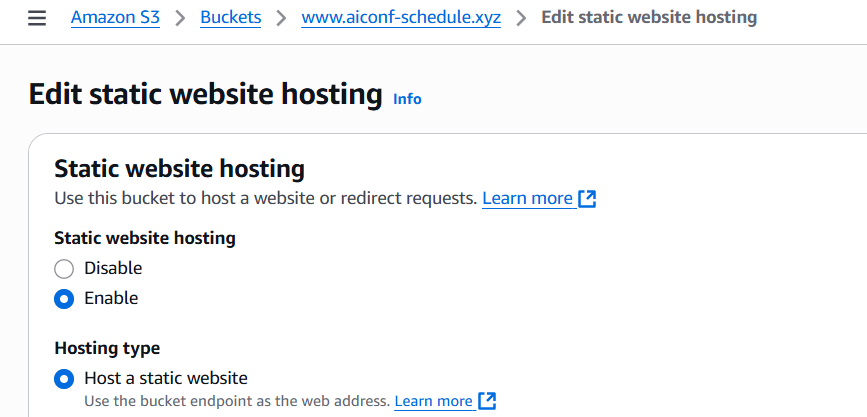 Amazon S3 > Buckets > www.aiconf-schedule.xyz > Edit static website hosting
Edit static website hosting Info
Static website hosting
Use this bucket to host a website or redirect requests. Learn more
Static website hosting
Disable
Enable
Hosting type
Host a static website
Use the bucket endpoint as the web address. Learn more